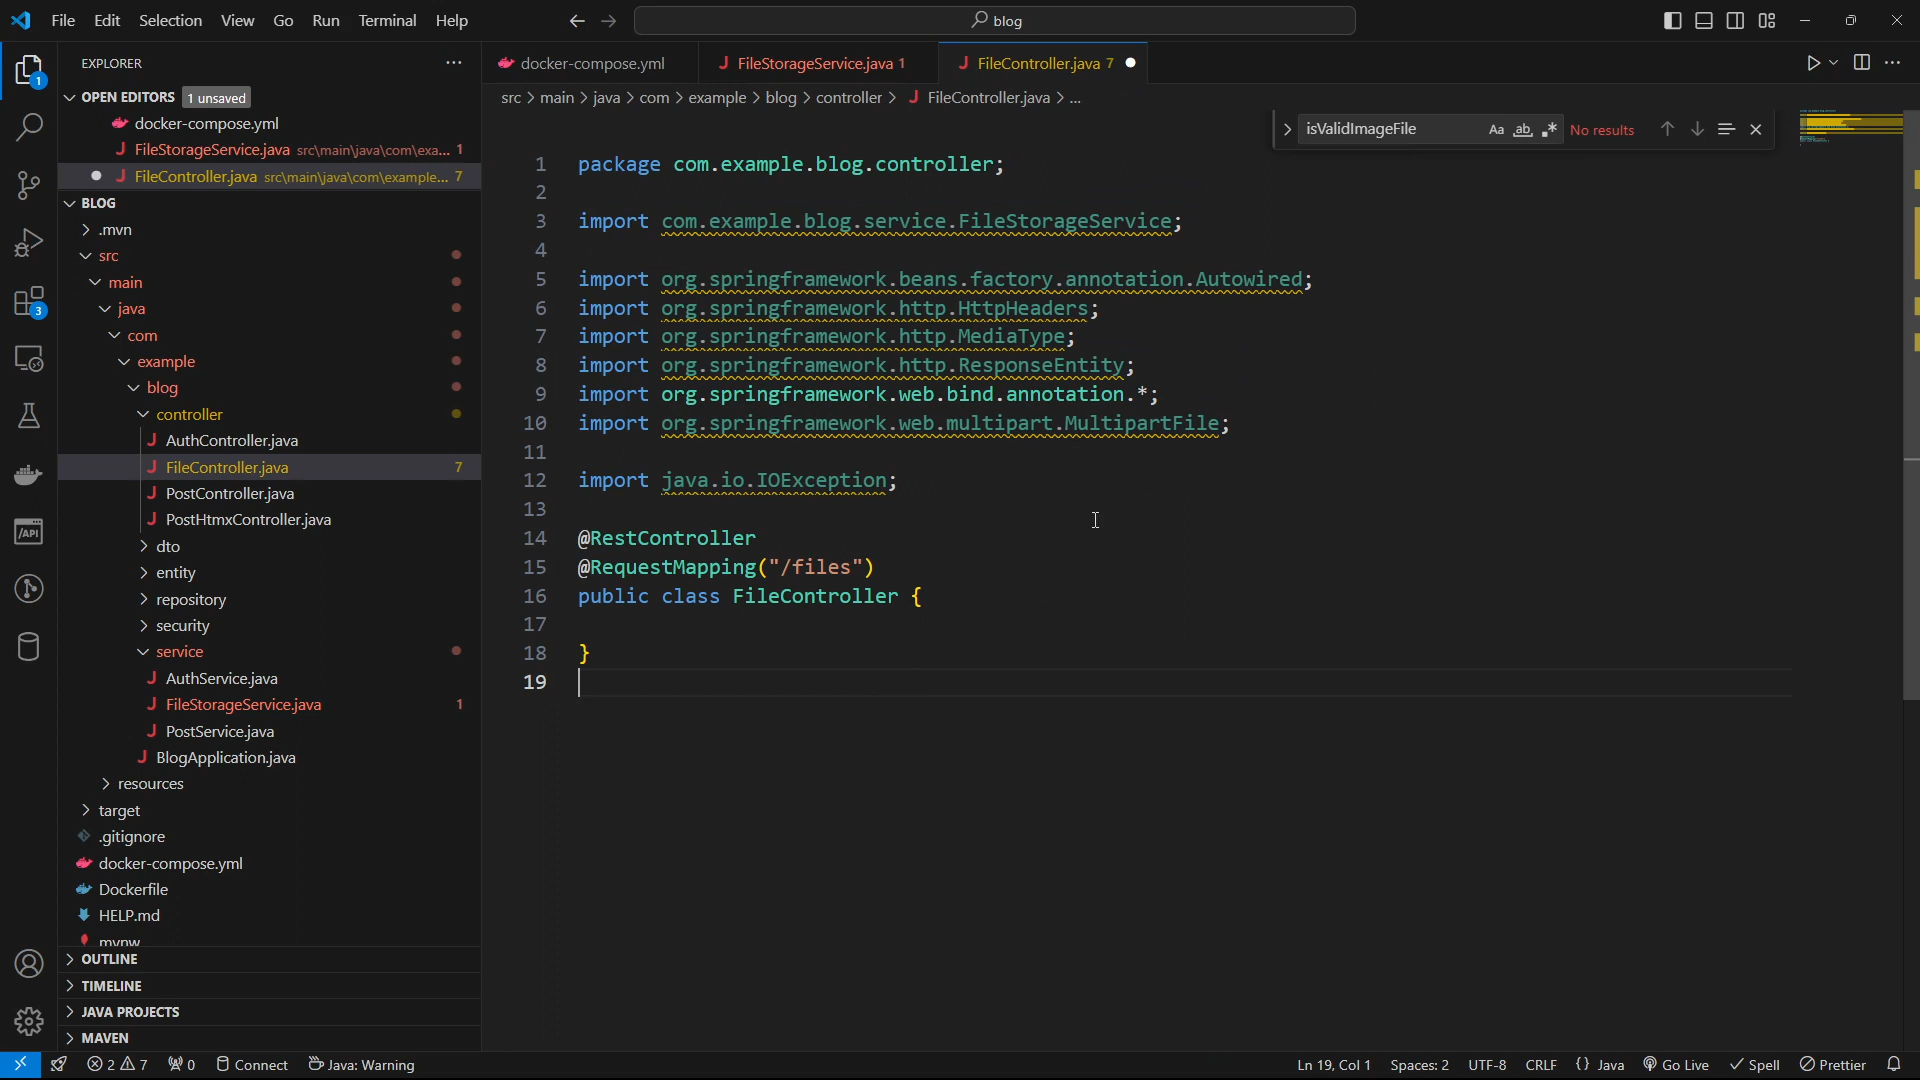 File Edit Selection View Go Run Terminal Help
blog
EXPLORER
OPEN EDITORS 1 unsaved
docker-compose.yml
FileStorageService.java src\main\java\com\exa... 1
FileController.java src\main\java\com\example... 7
BLOG
.mvn
src
main
java
com
example
blog
controller
AuthController.java
FileController.java 7
PostController.java
PostHtmxController.java
dto
entity
repository
security
service
AuthService.java
FileStorageService.java 1
PostService.java
BlogApplication.java
resources
target
.gitignore
docker-compose.yml
Dockerfile
HELP.md
mvnw
OUTLINE
TIMELINE
JAVA PROJECTS
MAVEN
1
3
API
docker-compose.yml
FileStorageService.java 1
FileController.java 7
src > main > java > com > example > blog > controller > FileController.java > ...
isValidImageFile Aa ab .* No results
1 package com.example.blog.controller;
2
3 import com.example.blog.service.FileStorageService;
4
5 import org.springframework.beans.factory.annotation.Autowired;
6 import org.springframework.http.HttpHeaders;
7 import org.springframework.http.MediaType;
8 import org.springframework.http.ResponseEntity;
9 import org.springframework.web.bind.annotation.*;
10 import org.springframework.web.multipart.MultipartFile;
11
12 import java.io.IOException;
13
14 @RestController
15 @RequestMapping("/files")
16 public class FileController {
17
18 }
19
2 7 0 Connect Java: Warning
Ln 19, Col 1 Spaces: 2 UTF-8 CRLF {} Java Go Live Spell Prettier